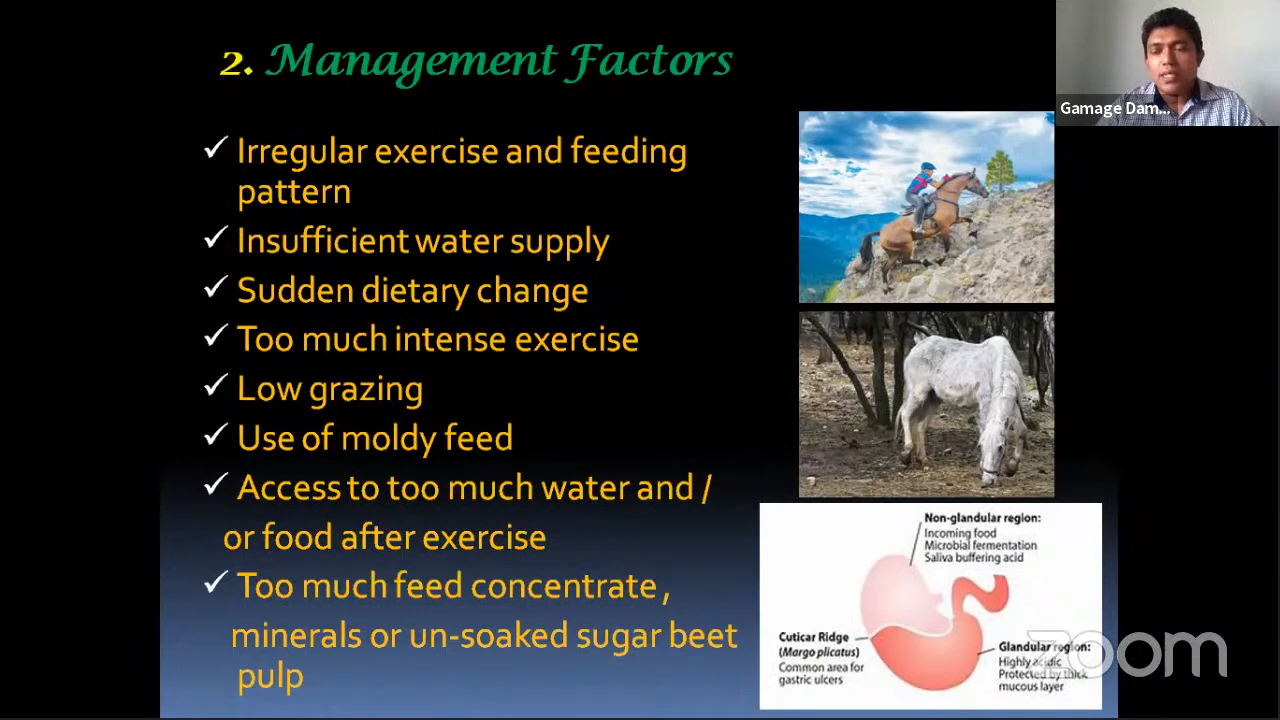 2. Management Factors
Gamage Dam...
Irregular exercise and feeding
pattern
Insufficient water supply
Sudden dietary change
Too much intense exercise
Low grazing
Use of moldy feed
Access to too much water and /
or food after exercise
Too much feed concentrate,
minerals or un-soaked sugar beet
pulp
Non-glandular region:
Incoming food
Microbial fermentation
Saliva buffering acid
Cuticar Ridge
(Margo plicatus)
Common area for
gastric ulcers
Glandular region:
Highly acidic
Protected by thick
mucous layer
zoom